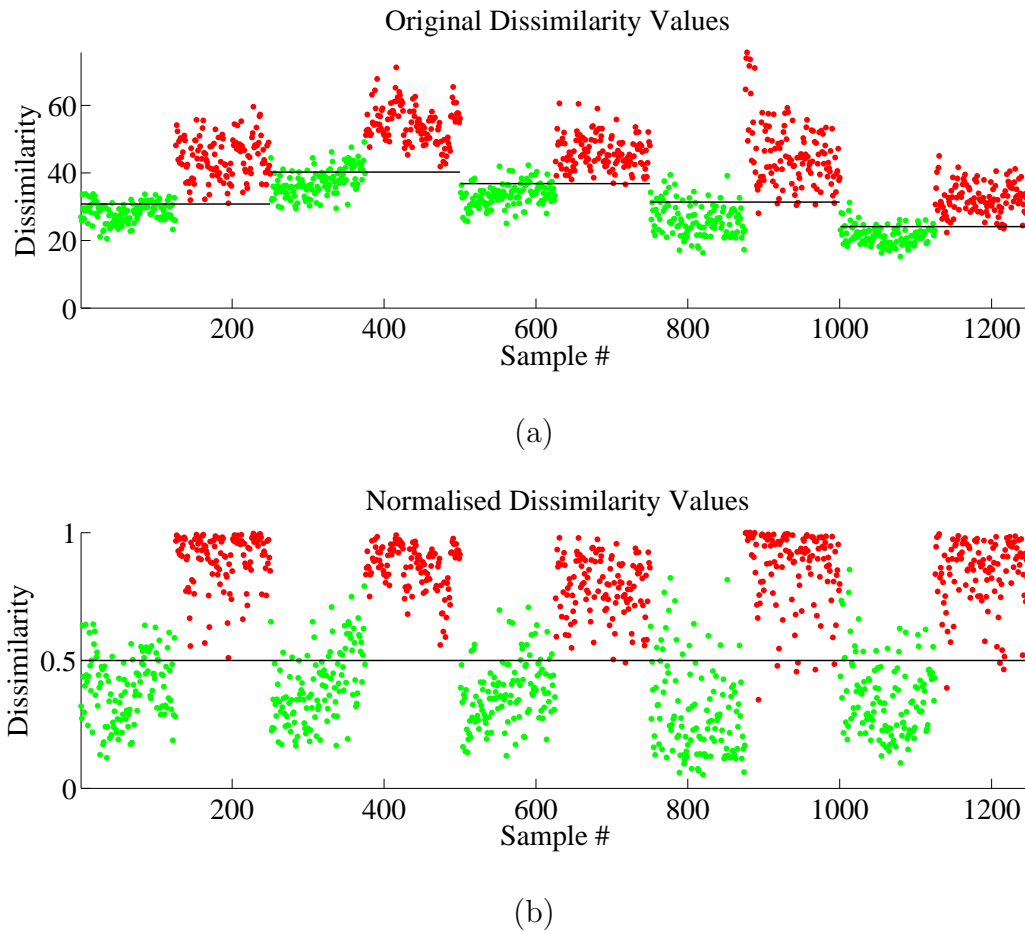 Original Dissimilarity Values
Dissimilarity
60
40
20
0
200 400 600 800 1000 1200
Sample #
(a)
Normalised Dissimilarity Values
Dissimilarity
1
0.5
0
200 400 600 800 1000 1200
Sample #
(b)